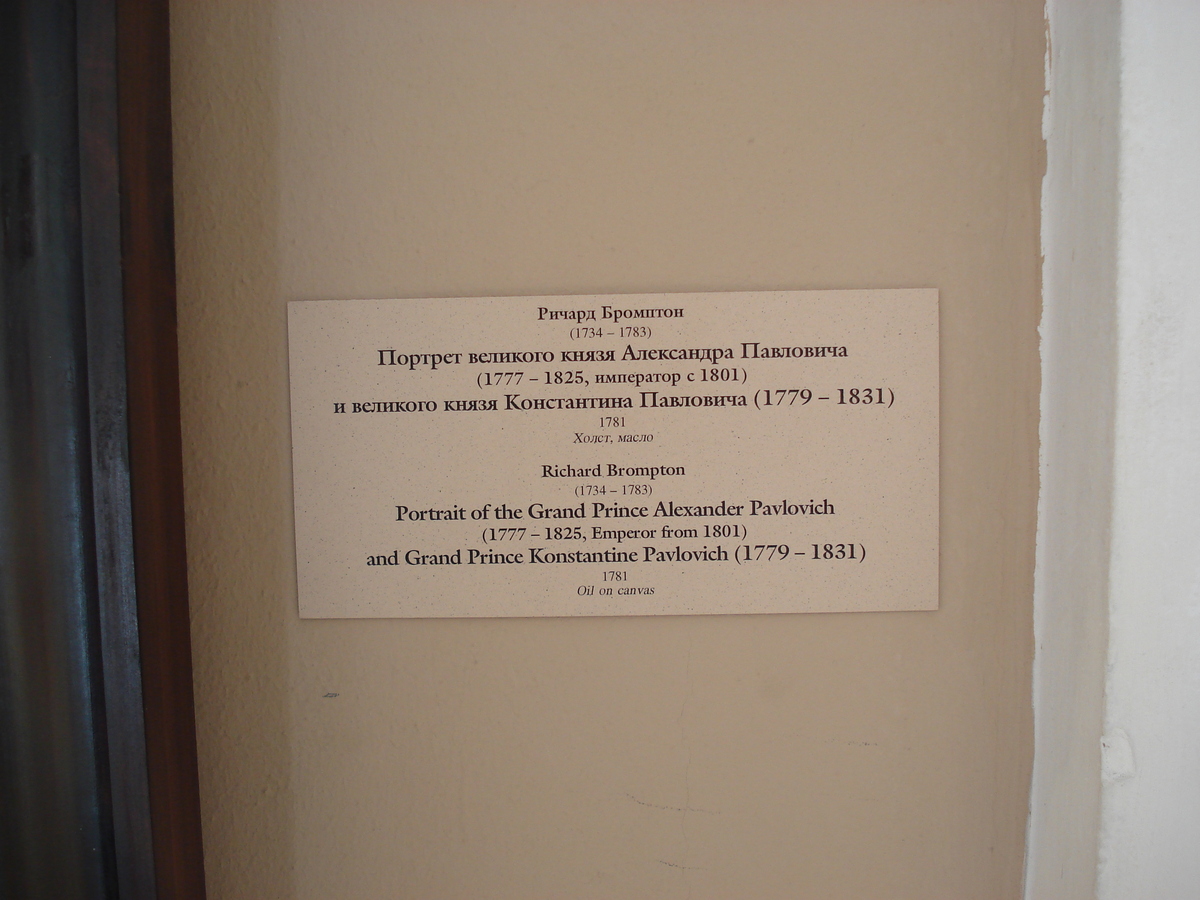 Ричард Бромптон
(1734 – 1783)
Портрет великого князя Александра Павловича
(1777 – 1825, император с 1801)
и великого князя Константина Павловича (1779 – 1831)
1781
Холст, масло
Richard Brompton
(1734 – 1783)
Portrait of the Grand Prince Alexander Pavlovich
(1777 – 1825, Emperor from 1801)
and Grand Prince Konstantine Pavlovich (1779 – 1831)
1781
Oil on canvas